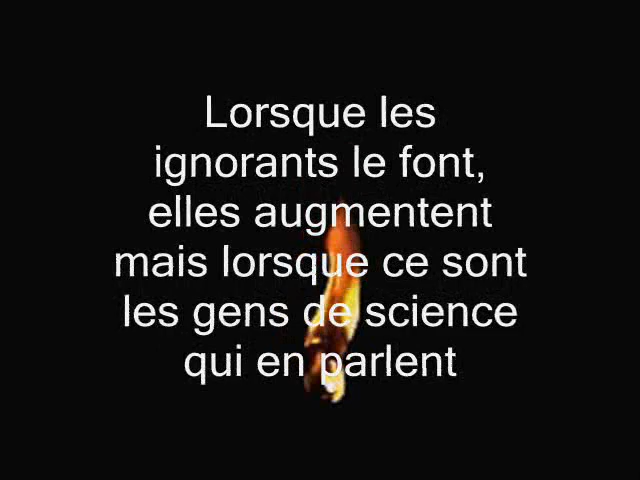 Lorsque les
ignorants le font,
elles augmentent
mais lorsque ce sont
les gens de science
qui en parlent